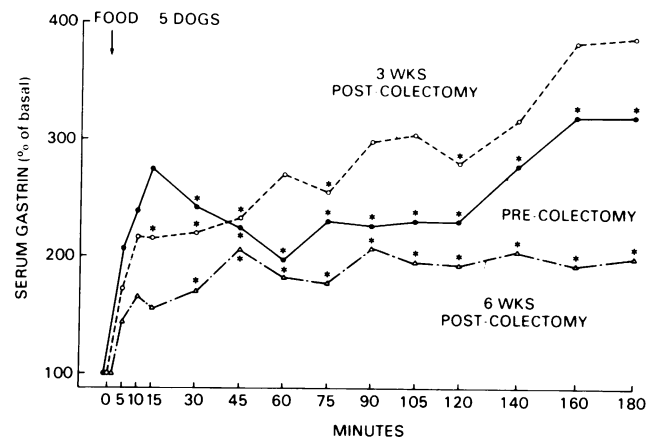 FOOD 5 DOGS
400
3 WKS
POST-COLECTOMY
300
SERUM GASTRIN (% of basal)
PRE-COLECTOMY
200
6 WKS
POST-COLECTOMY
100
0 5 10 15 30 45 60 75 90 105 120 140 160 180
MINUTES